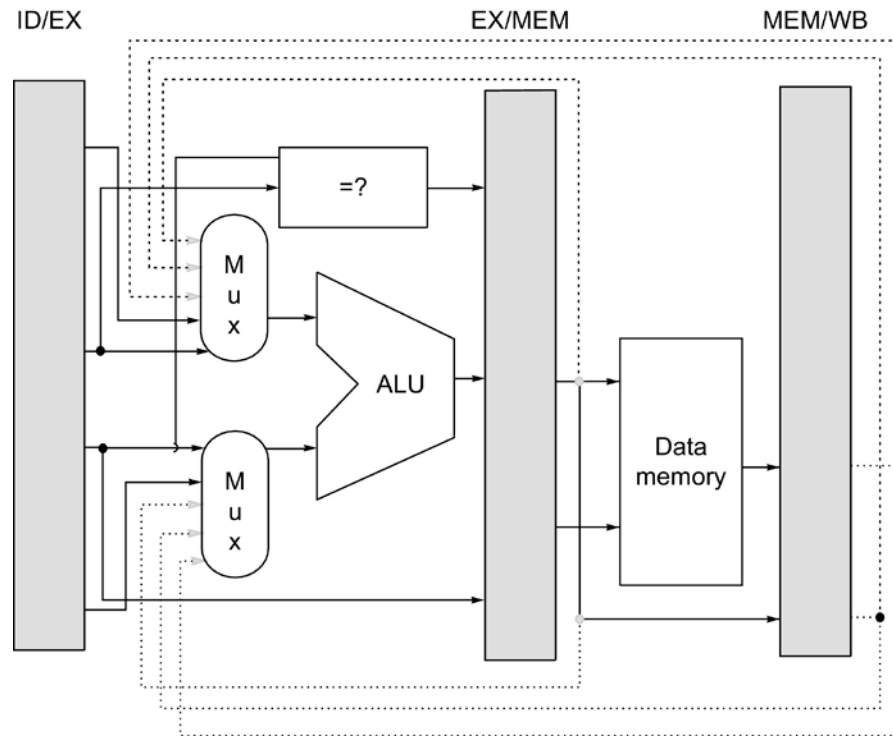 ID/EX
EX/MEM
MEM/WB
=?
M
u
x
ALU
M
u
x
Data
memory